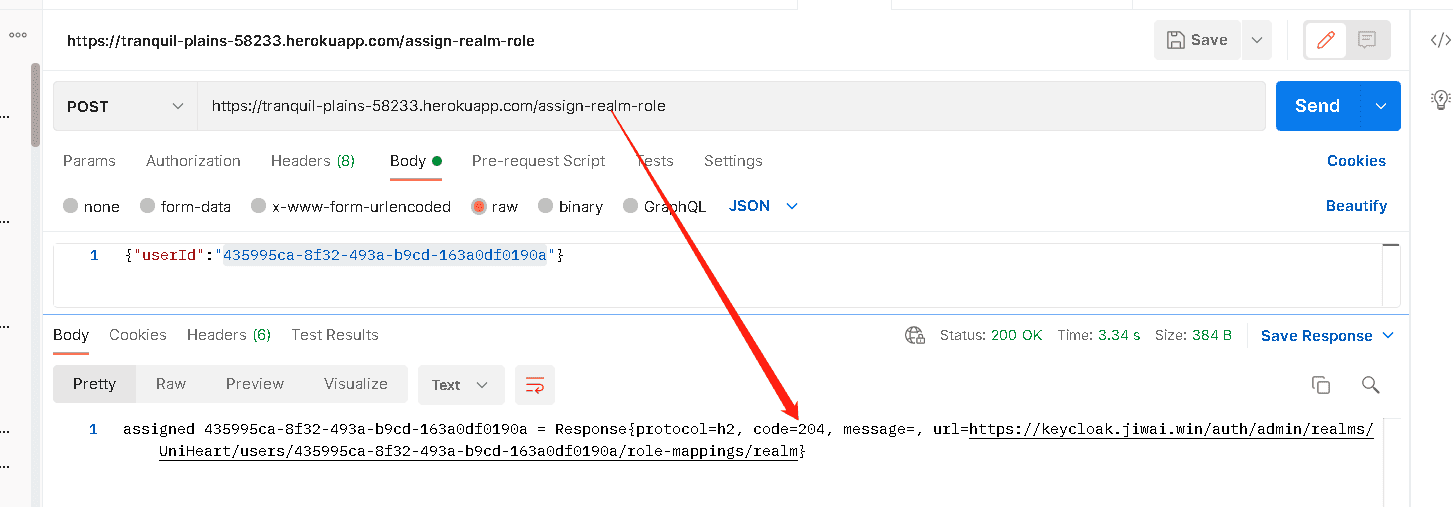 https://tranquil-plains-58233.herokuapp.com/assign-realm-role
Save
POST
https://tranquil-plains-58233.herokuapp.com/assign-realm-role
Send
Params Authorization Headers (8) Body Pre-request Script Tests Settings Cookies
none form-data x-www-form-urlencoded raw binary GraphQL JSON Beautify
1 {"userId":"435995ca-8f32-493a-b9cd-163a0df0190a"}
Body Cookies Headers (6) Test Results Status: 200 OK Time: 3.34 s Size: 384 B Save Response
Pretty Raw Preview Visualize Text
1 assigned 435995ca-8f32-493a-b9cd-163a0df0190a = Response{protocol=h2, code=204, message=, url=https://keycloak.jiwai.win/auth/admin/realms/
UniHeart/users/435995ca-8f32-493a-b9cd-163a0df0190a/role-mappings/realm}